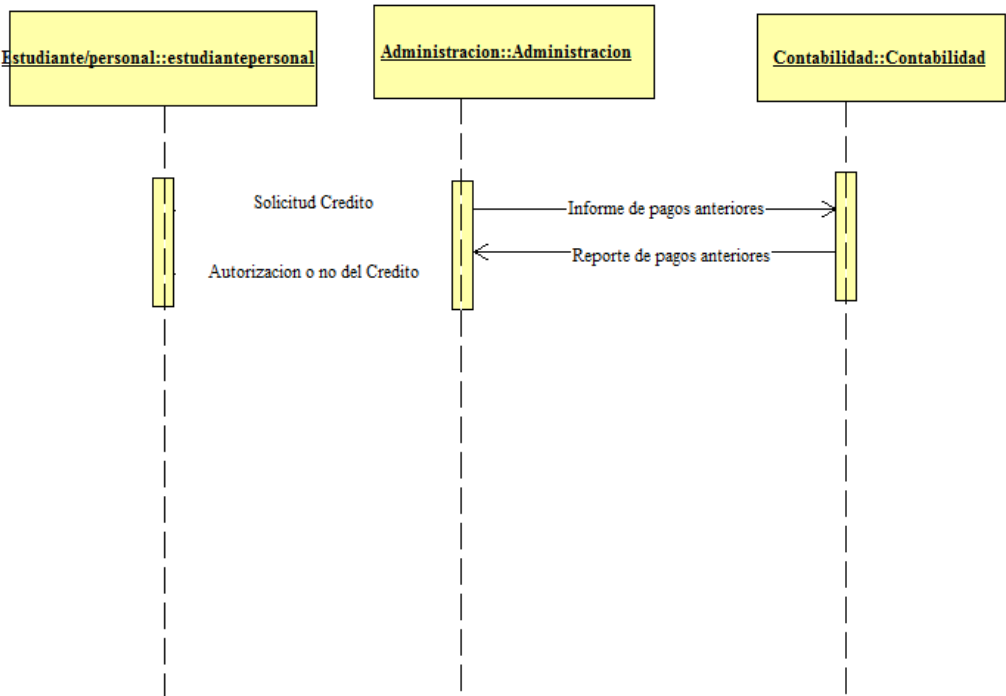 Estudiante/personal::estudiantepersonal
Administracion::Administracion
Contabilidad::Contabilidad
Solicitud Credito
Informe de pagos anteriores
Reporte de pagos anteriores
Autorizacion o no del Credito